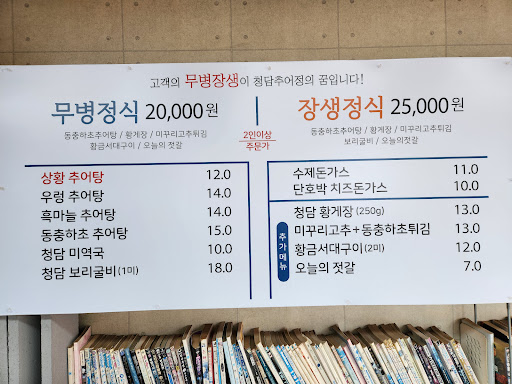 고객의 무병장생이 청담추어정의 꿈입니다!
무병정식 20,000원
동충하초추어탕 / 황게장 / 미꾸리고추튀김
황금서대구이 / 오늘의 젓갈
2인이상
주문가
장생정식 25,000원
동충하초추어탕 / 황게장 / 미꾸리고추튀김
보리굴비 / 오늘의젓갈
상황 추어탕 12.0
우렁 추어탕 14.0
흑마늘 추어탕 14.0
동충하초 추어탕 15.0
청담 미역국 10.0
청담 보리굴비 (1미) 18.0
수제돈가스 11.0
단호박 치즈돈가스 10.0
추가메뉴
청담 황게장 (250g) 13.0
미꾸리고추+동충하초튀김 13.0
황금서대구이 (2미) 12.0
오늘의 젓갈 7.0